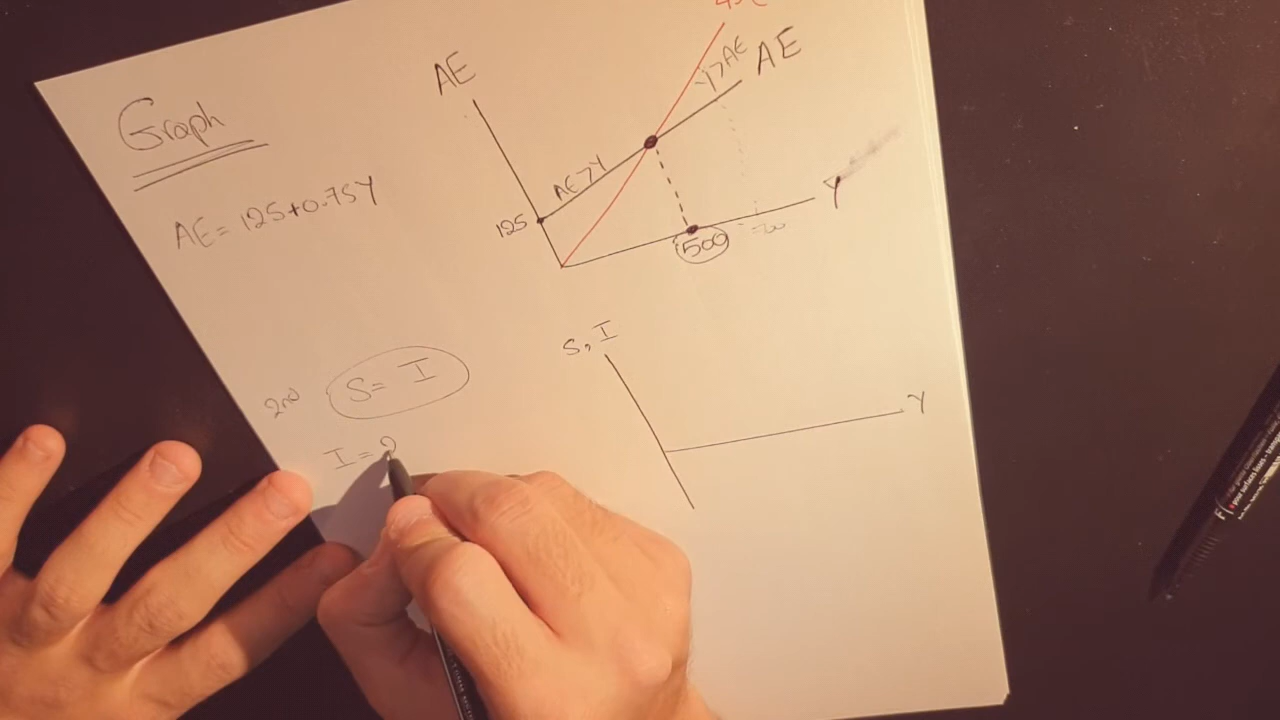 Graph
AE = 125+0.75Y
AE
AE
Y>AE
AE>Y
125
500
Y
2nd
S = I
I =
S, I
Y